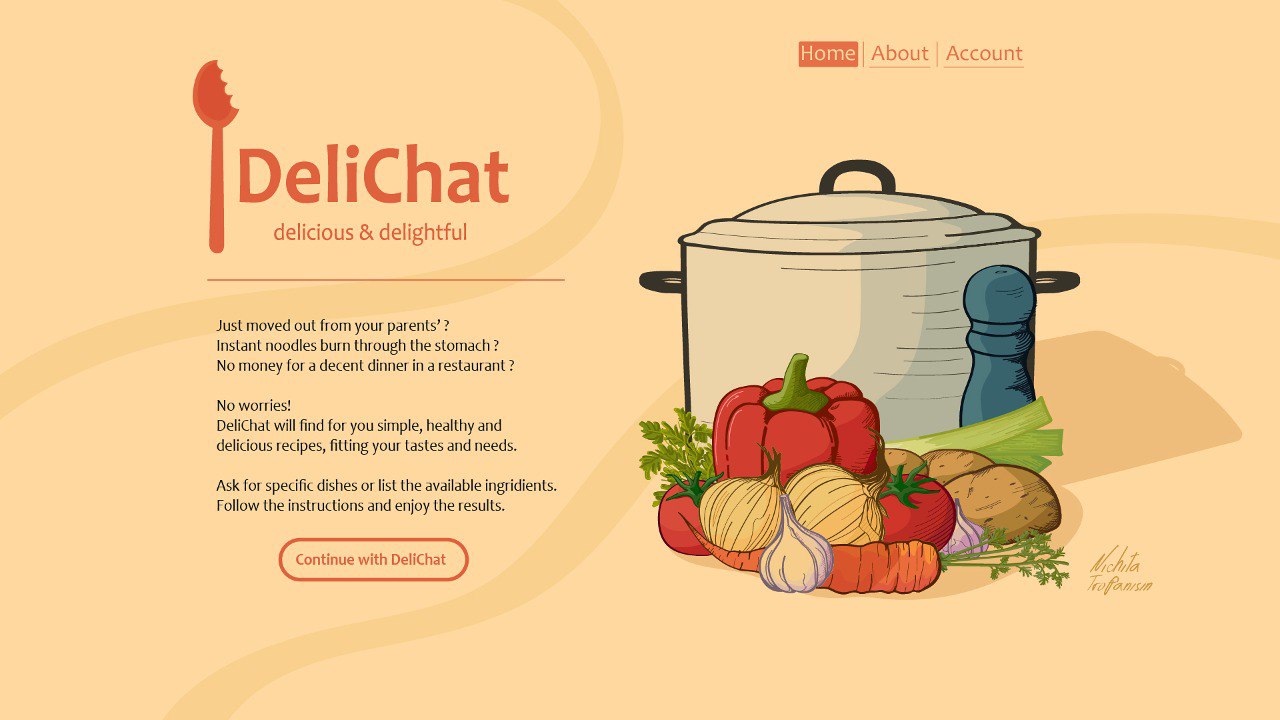 Home | About | Account
DeliChat
delicious & delightful
Just moved out from your parents’ ?
Instant noodles burn through the stomach ?
No money for a decent dinner in a restaurant ?
No worries!
DeliChat will find for you simple, healthy and
delicious recipes, fitting your tastes and needs.
Ask for specific dishes or list the available ingridients.
Follow the instructions and enjoy the results.
Continue with DeliChat
Nichita